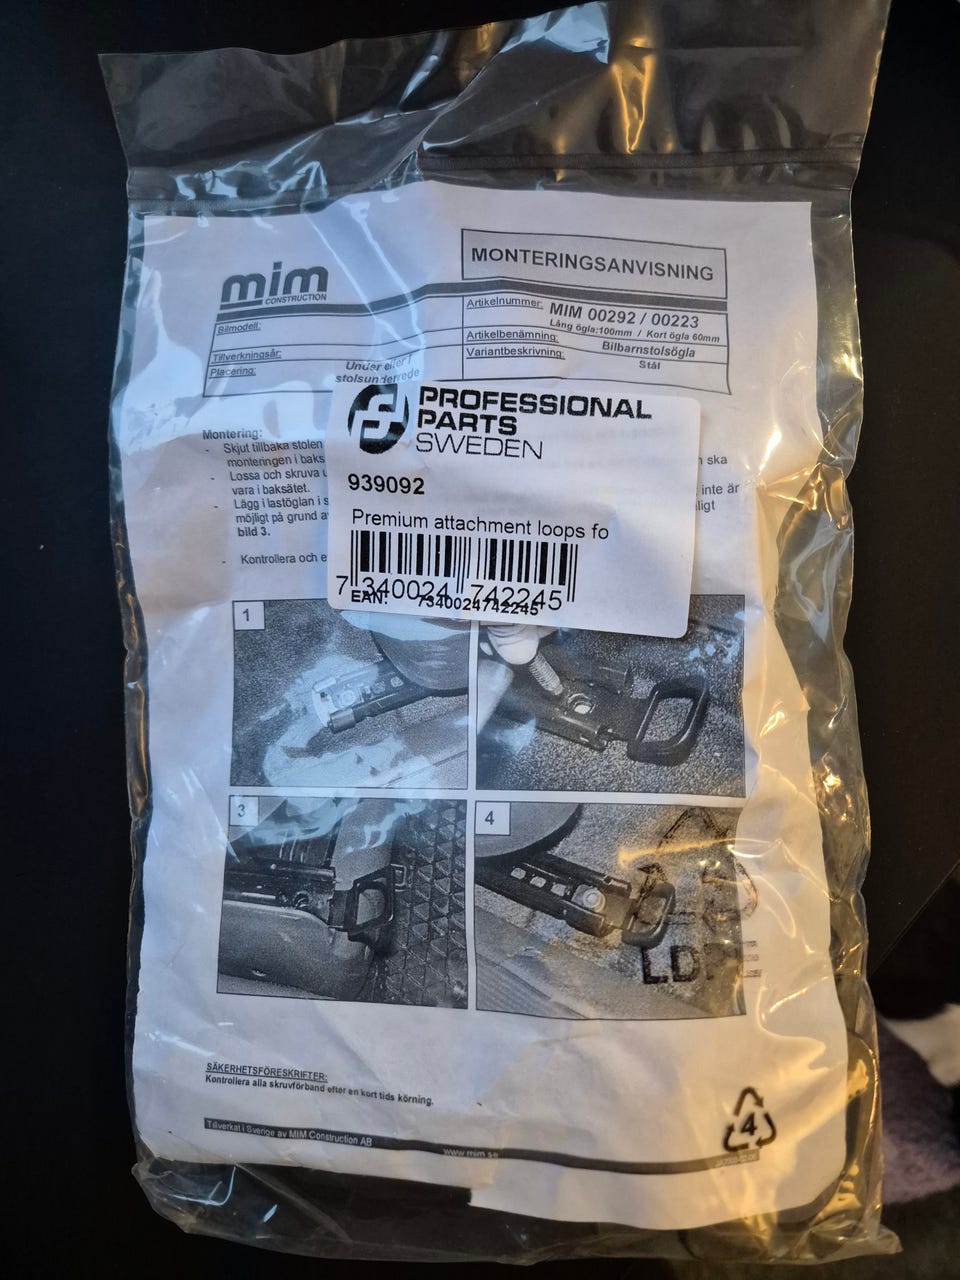 mim
CONSTRUCTION
MONTERINGSANVISNING
Bilmodell:
Artikelnummer: MIM 00292 / 00223
Lång ögla:100mm / Kort ögla 60mm
Tillverkningsår:
Artikelbenämning: Bilbarnstolsögla
Placering:
Variantbeskrivning: Stål
Under eller i
stolsunderrede
PROFESSIONAL
PARTS
SWEDEN
939092
Premium attachment loops fo
7 340024 742245
EAN: 7340024742245
Montering:
- Skjut tillbaka stolen
ska
monteringen i baks
- Lossa och skruva
inte är
vara i baksätet.
- Lägg i lastöglan i s
möjligt på grund a
bild 3.
- Kontrollera och e
1
3
4
LDPE
SÄKERHETSFÖRESKRIFTER:
Kontrollera alla skruvförband efter en kort tids körning.
4
Tillverkat i Sverige av MIM Construction AB
www.mim.se